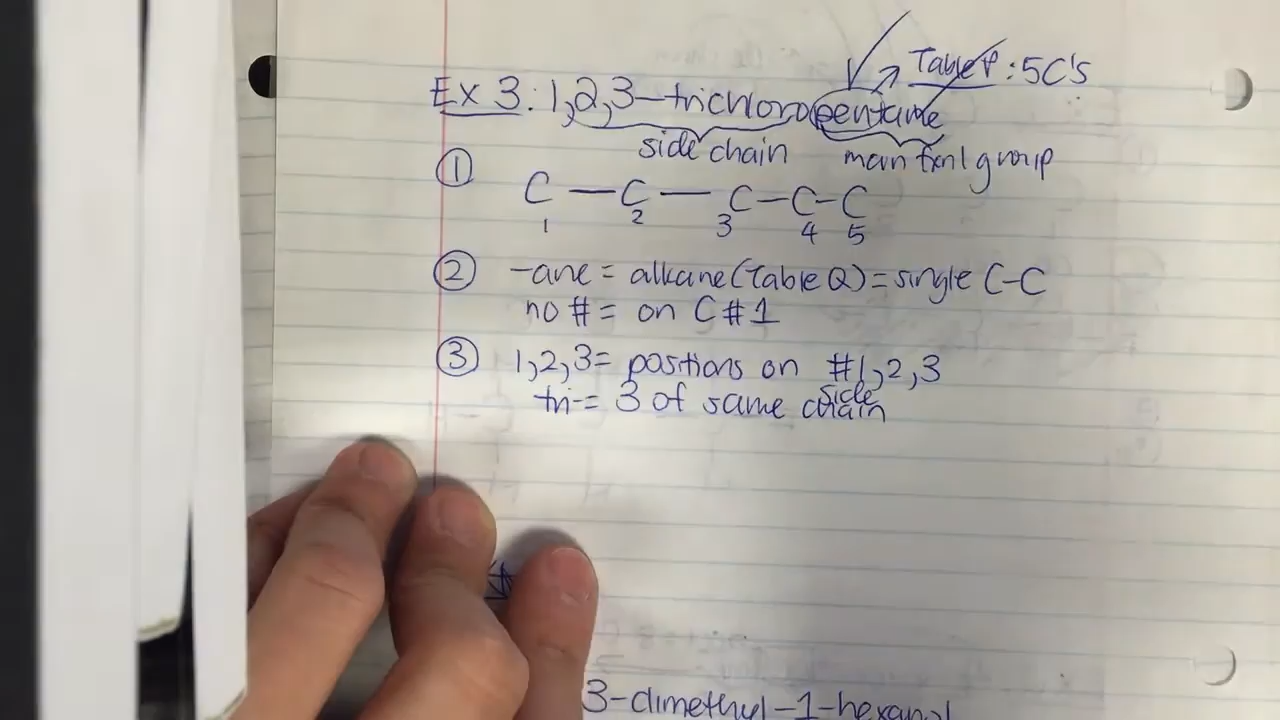 Table P : 5C's
Ex 3: 1,2,3-trichloropentane
side chain main fxnl group
① C — C — C - C - C
1 2 3 4 5
② -ane = alkane (Table Q) = single C-C
no # = on C #1
③ 1,2,3 = positions on #1,2,3
tri- = 3 of same side chain
3-dimethyl-1-hexanol